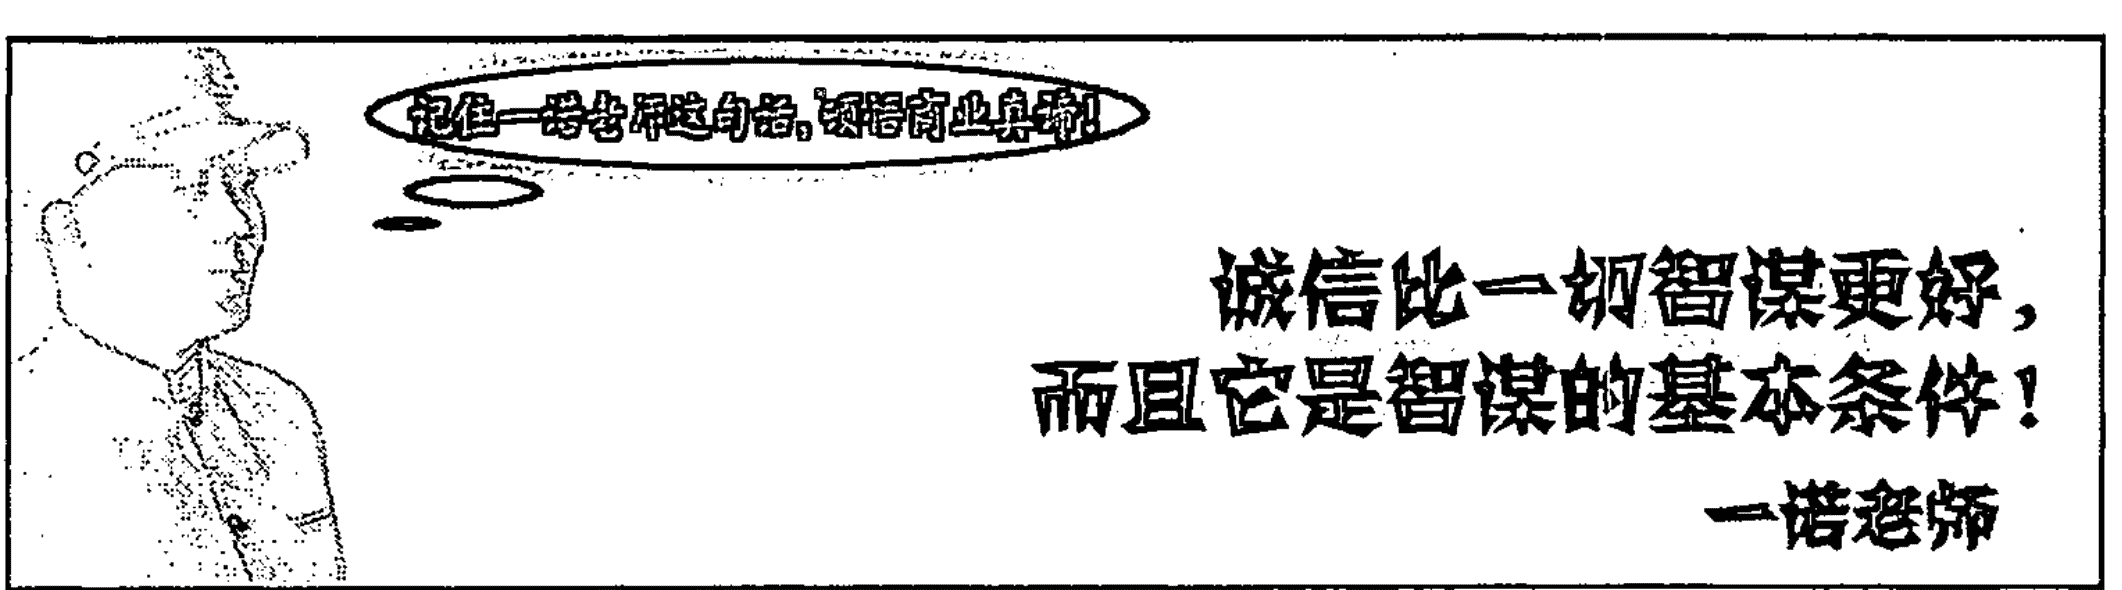 记住一诺老师这句话,领悟商业真谛!
诚信比一切智谋更好,
而且它是智谋的基本条件!
一诺老师